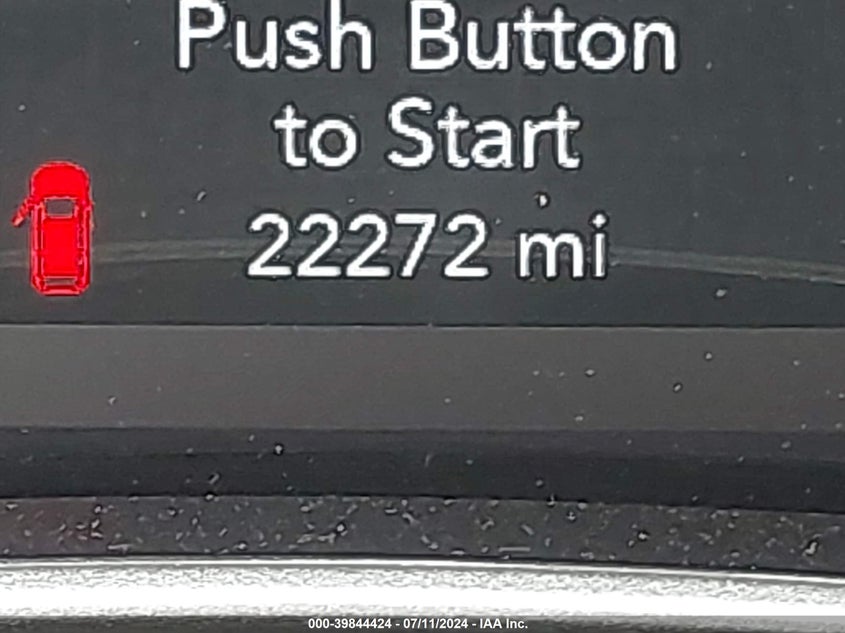 Push Button
to Start
22272 mi
000-39844424 - 07/11/2024 - IAA Inc.